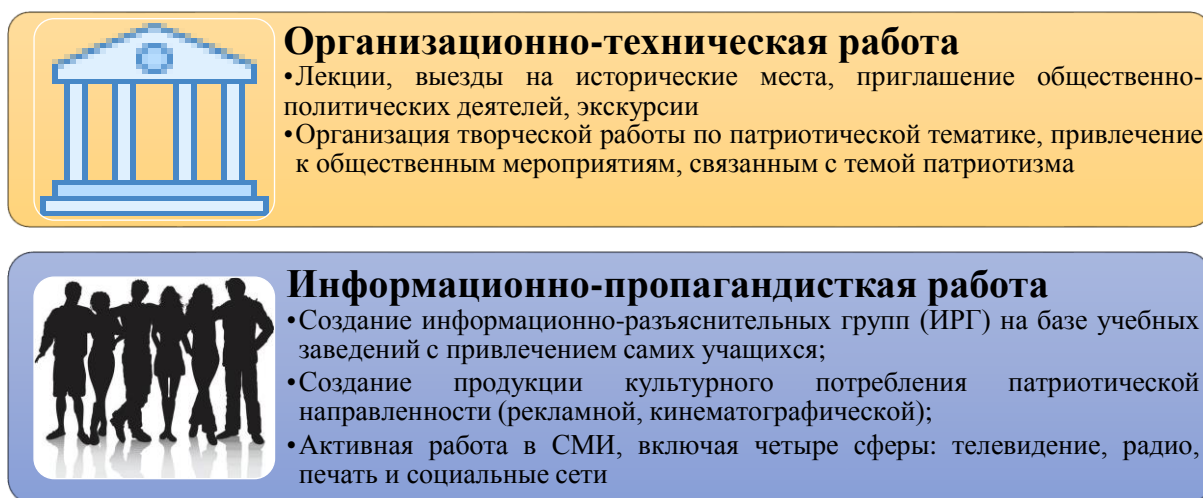 Организационно-техническая работа
•Лекции, выезды на исторические места, приглашение общественно-
политических деятелей, экскурсии
•Организация творческой работы по патриотической тематике, привлечение
к общественным мероприятиям, связанным с темой патриотизма
Информационно-пропагандисткая работа
•Создание информационно-разъяснительных групп (ИРГ) на базе учебных
заведений с привлечением самих учащихся;
•Создание продукции культурного потребления патриотической
направленности (рекламной, кинематографической);
•Активная работа в СМИ, включая четыре сферы: телевидение, радио,
печать и социальные сети